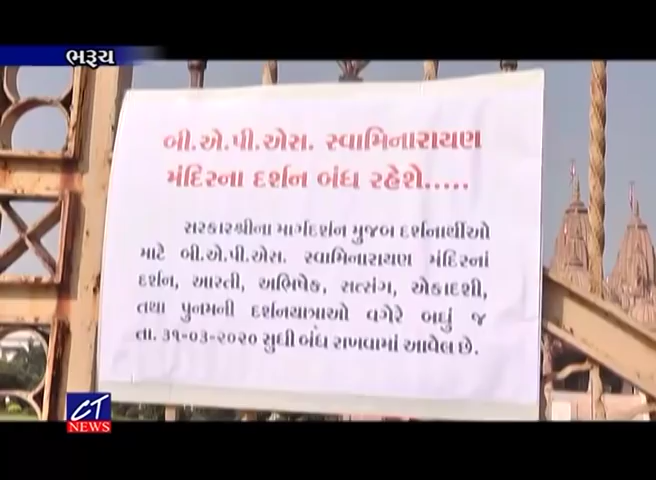 ભરૂચ
બી.એ.પી.એસ. સ્વામિનારાયણ
મંદિરના દર્શન બંધ રહેશે.....
સરકારશ્રીના માર્ગદર્શન મુજબ દર્શનાર્થીઓ
માટે બી.એ.પી.એસ. સ્વામિનારાયણ મંદિરનાં
દર્શન, આરતી, અભિષેક, સત્સંગ, એકાદશી,
તથા પુનમની દર્શનયાત્રાઓ વગેરે બધું જ
તા. ૩૧-૦૩-૨૦૨૦ સુધી બંધ રાખવામાં આવેલ છે.
CT
NEWS